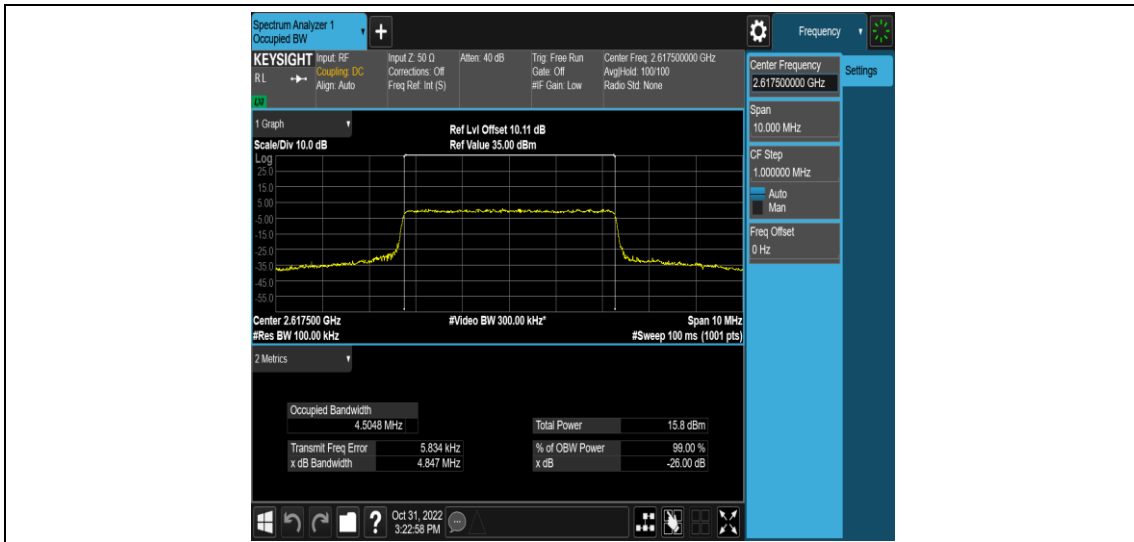 Spectrum Analyzer 1
Occupied BW
+
Frequency
KEYSIGHT
RL
Input: RF
Coupling: DC
Align: Auto
Input Z: 50 Ω
Corrections: Off
Freq Ref: Int (S)
Atten: 40 dB
Trig: Free Run
Gate: Off
#IF Gain: Low
Center Freq: 2.617500000 GHz
Avg|Hold: 100/100
Radio Std: None
Center Frequency
2.617500000 GHz
Settings
Span
10.000 MHz
CF Step
1.000000 MHz
Auto
Man
Freq Offset
0 Hz
1 Graph
Scale/Div 10.0 dB
Ref Lvl Offset 10.11 dB
Ref Value 35.00 dBm
Log
25.0
15.0
5.00
-5.00
-15.0
-25.0
-35.0
-45.0
-55.0
Center 2.617500 GHz
#Video BW 300.00 kHz*
Span 10 MHz
#Res BW 100.00 kHz
#Sweep 100 ms (1001 pts)
2 Metrics
Occupied Bandwidth
4.5048 MHz
Total Power 15.8 dBm
Transmit Freq Error 5.834 kHz
% of OBW Power 99.00 %
x dB Bandwidth 4.847 MHz
x dB -26.00 dB
?
Oct 31, 2022
3:22:58 PM